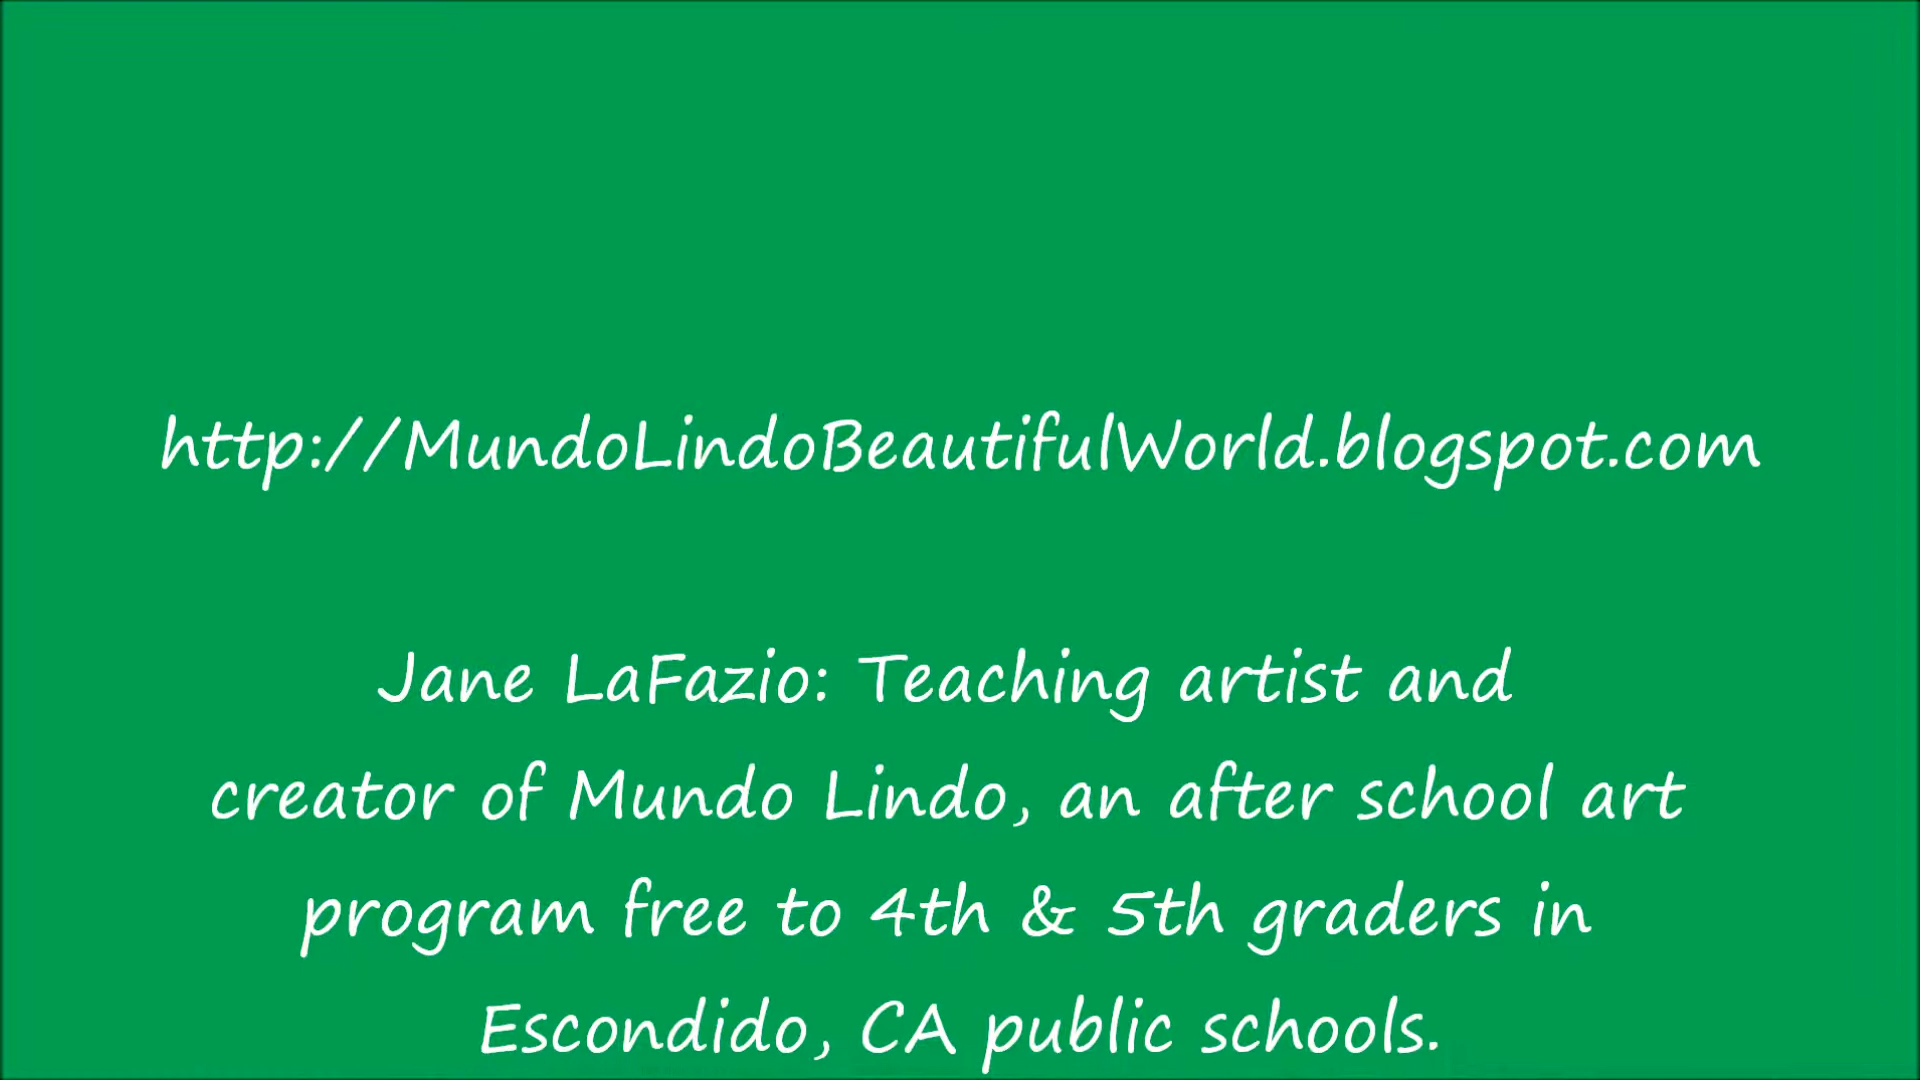 http://MundoLindoBeautifulWorld.blogspot.com
Jane LaFazio: Teaching artist and
creator of Mundo Lindo, an after school art
program free to 4th & 5th graders in
Escondido, CA public schools.